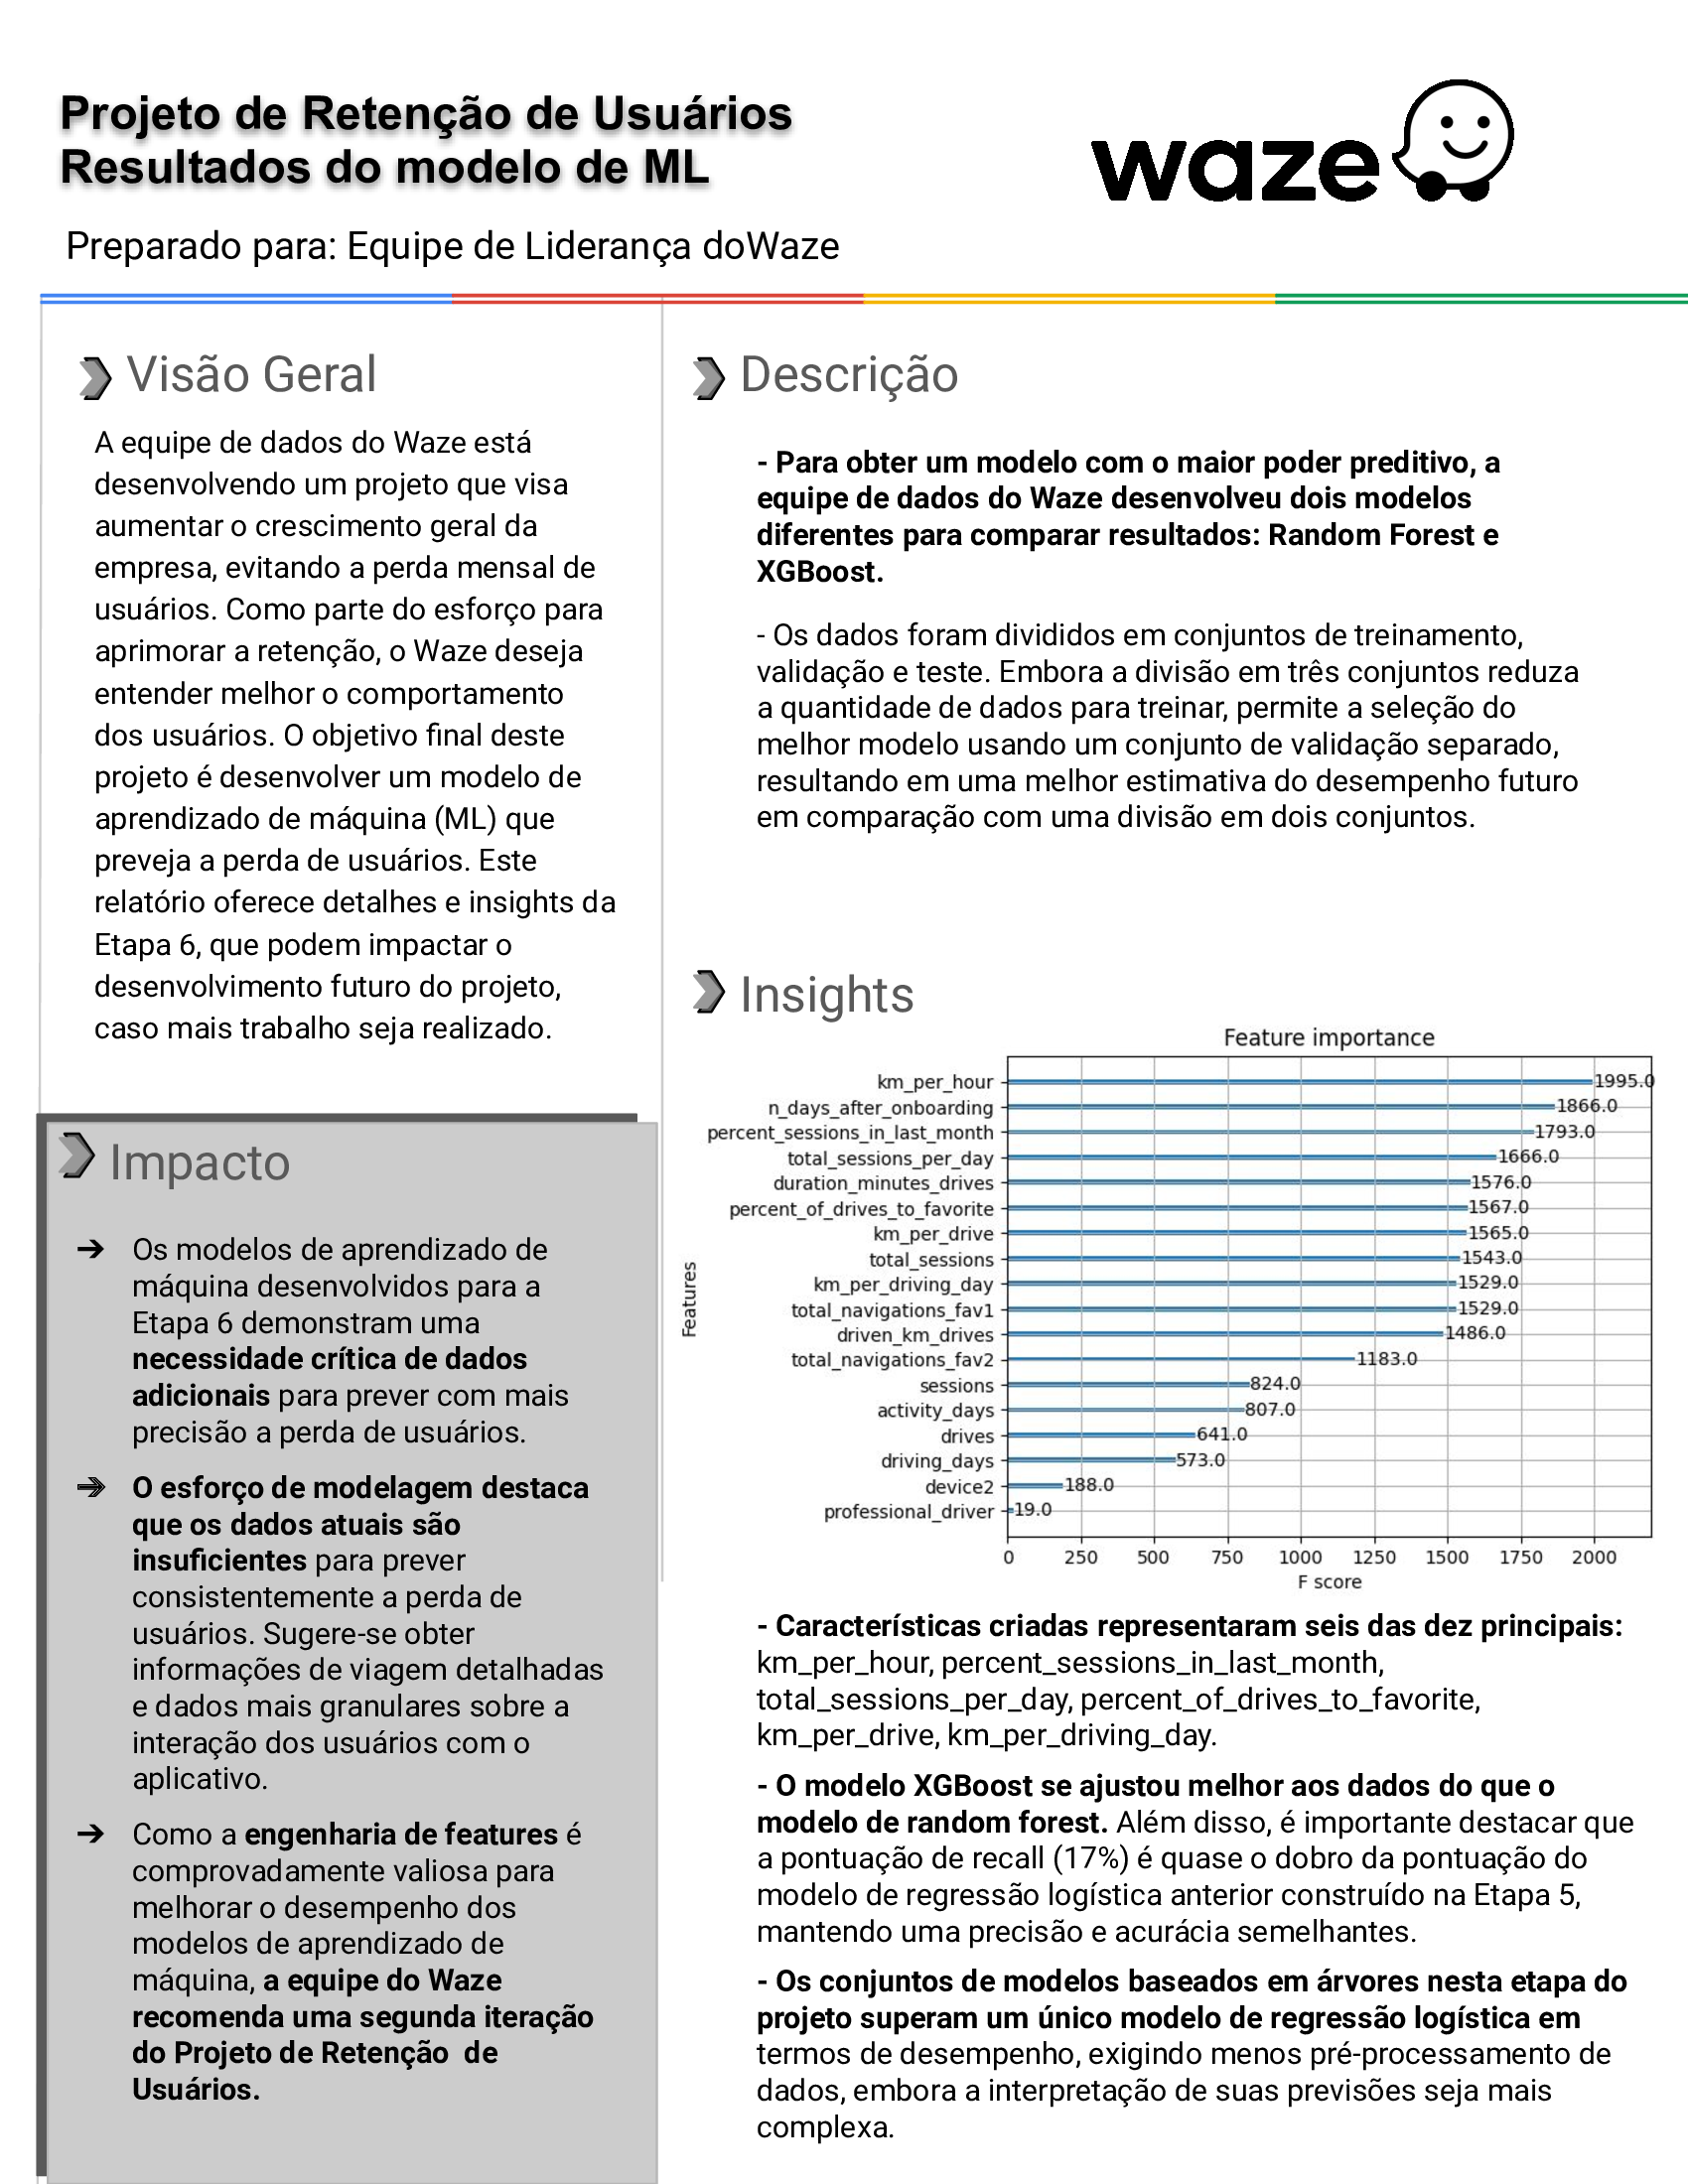 Projeto de Retenção de Usuários
Resultados do modelo de ML
waze
Preparado para: Equipe de Liderança doWaze
Visão Geral
A equipe de dados do Waze está
desenvolvendo um projeto que visa
aumentar o crescimento geral da
empresa, evitando a perda mensal de
usuários. Como parte do esforço para
aprimorar a retenção, o Waze deseja
entender melhor o comportamento
dos usuários. O objetivo final deste
projeto é desenvolver um modelo de
aprendizado de máquina (ML) que
preveja a perda de usuários. Este
relatório oferece detalhes e insights da
Etapa 6, que podem impactar o
desenvolvimento futuro do projeto,
caso mais trabalho seja realizado.
Impacto
➔ Os modelos de aprendizado de
máquina desenvolvidos para a
Etapa 6 demonstram uma
necessidade crítica de dados
adicionais para prever com mais
precisão a perda de usuários.
➔ O esforço de modelagem destaca
que os dados atuais são
insuficientes para prever
consistentemente a perda de
usuários. Sugere-se obter
informações de viagem detalhadas
e dados mais granulares sobre a
interação dos usuários com o
aplicativo.
➔ Como a engenharia de features é
comprovadamente valiosa para
melhorar o desempenho dos
modelos de aprendizado de
máquina, a equipe do Waze
recomenda uma segunda iteração
do Projeto de Retenção de
Usuários.
Descrição
- Para obter um modelo com o maior poder preditivo, a
equipe de dados do Waze desenvolveu dois modelos
diferentes para comparar resultados: Random Forest e
XGBoost.
- Os dados foram divididos em conjuntos de treinamento,
validação e teste. Embora a divisão em três conjuntos reduza
a quantidade de dados para treinar, permite a seleção do
melhor modelo usando um conjunto de validação separado,
resultando em uma melhor estimativa do desempenho futuro
em comparação com uma divisão em dois conjuntos.
Insights
Feature importance
Features
km_per_hour 1995.0
n_days_after_onboarding 1866.0
percent_sessions_in_last_month 1793.0
total_sessions_per_day 1666.0
duration_minutes_drives 1576.0
percent_of_drives_to_favorite 1567.0
km_per_drive 1565.0
total_sessions 1543.0
km_per_driving_day 1529.0
total_navigations_fav1 1529.0
driven_km_drives 1486.0
total_navigations_fav2 1183.0
sessions 824.0
activity_days 807.0
drives 641.0
driving_days 573.0
device2 188.0
professional_driver 19.0
0 250 500 750 1000 1250 1500 1750 2000
F score
- Características criadas representaram seis das dez principais:
km_per_hour, percent_sessions_in_last_month,
total_sessions_per_day, percent_of_drives_to_favorite,
km_per_drive, km_per_driving_day.
- O modelo XGBoost se ajustou melhor aos dados do que o
modelo de random forest. Além disso, é importante destacar que
a pontuação de recall (17%) é quase o dobro da pontuação do
modelo de regressão logística anterior construído na Etapa 5,
mantendo uma precisão e acurácia semelhantes.
- Os conjuntos de modelos baseados em árvores nesta etapa do
projeto superam um único modelo de regressão logística em
termos de desempenho, exigindo menos pré-processamento de
dados, embora a interpretação de suas previsões seja mais
complexa.